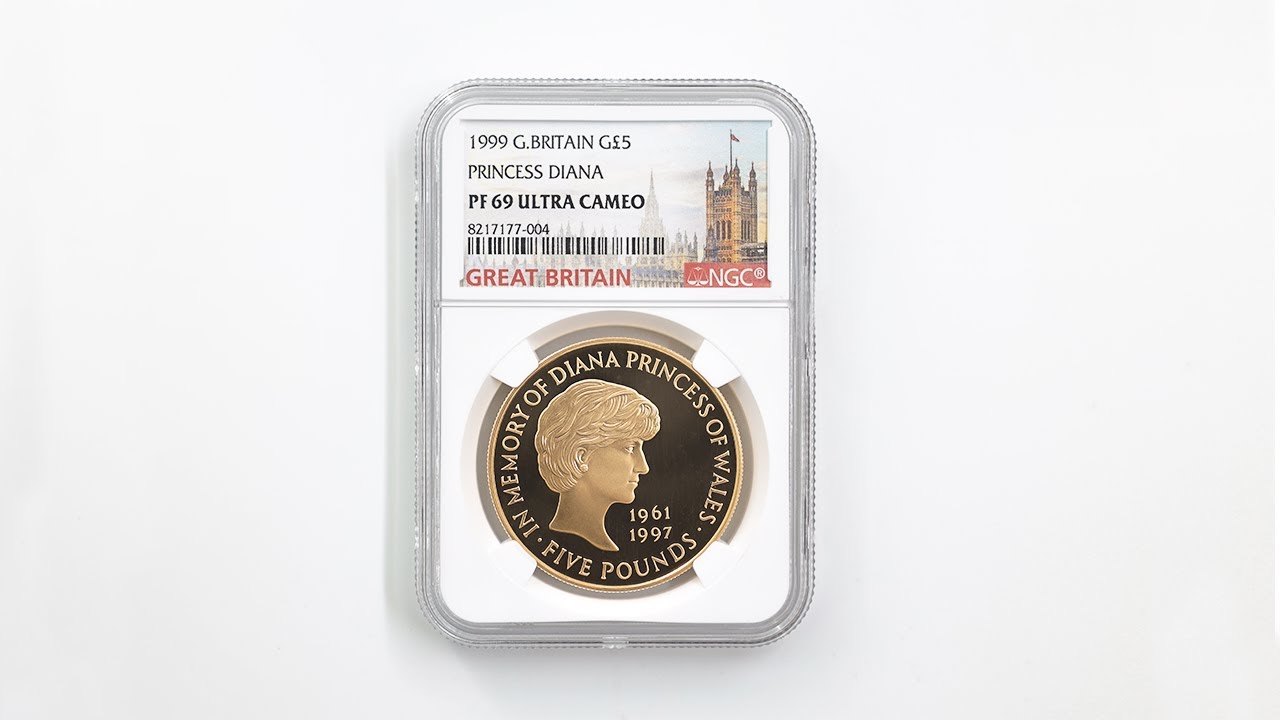 1999 G.BRITAIN G£5
PRINCESS DIANA
PF 69 ULTRA CAMEO
8217177-004
GREAT BRITAIN
NGC®
IN MEMORY OF DIANA PRINCESS OF WALES
1961
1997
· FIVE POUNDS ·